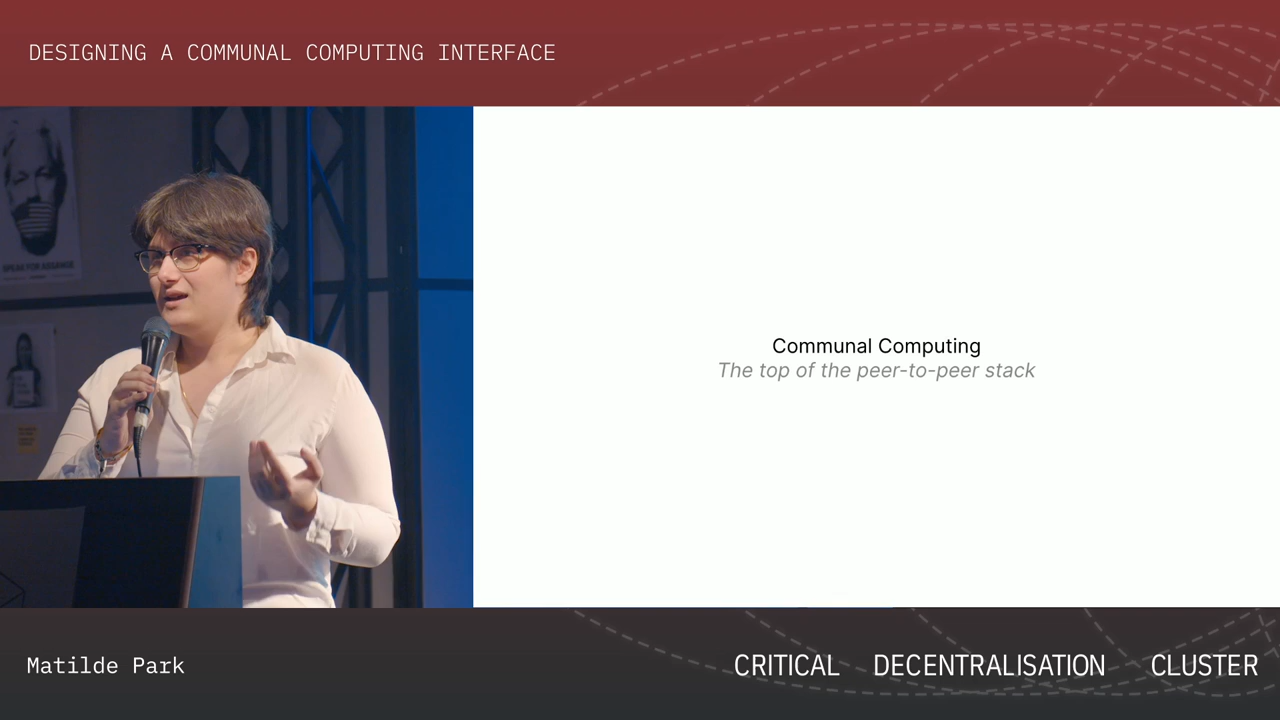 DESIGNING A COMMUNAL COMPUTING INTERFACE
Communal Computing
The top of the peer-to-peer stack
Matilde Park
CRITICAL DECENTRALISATION CLUSTER